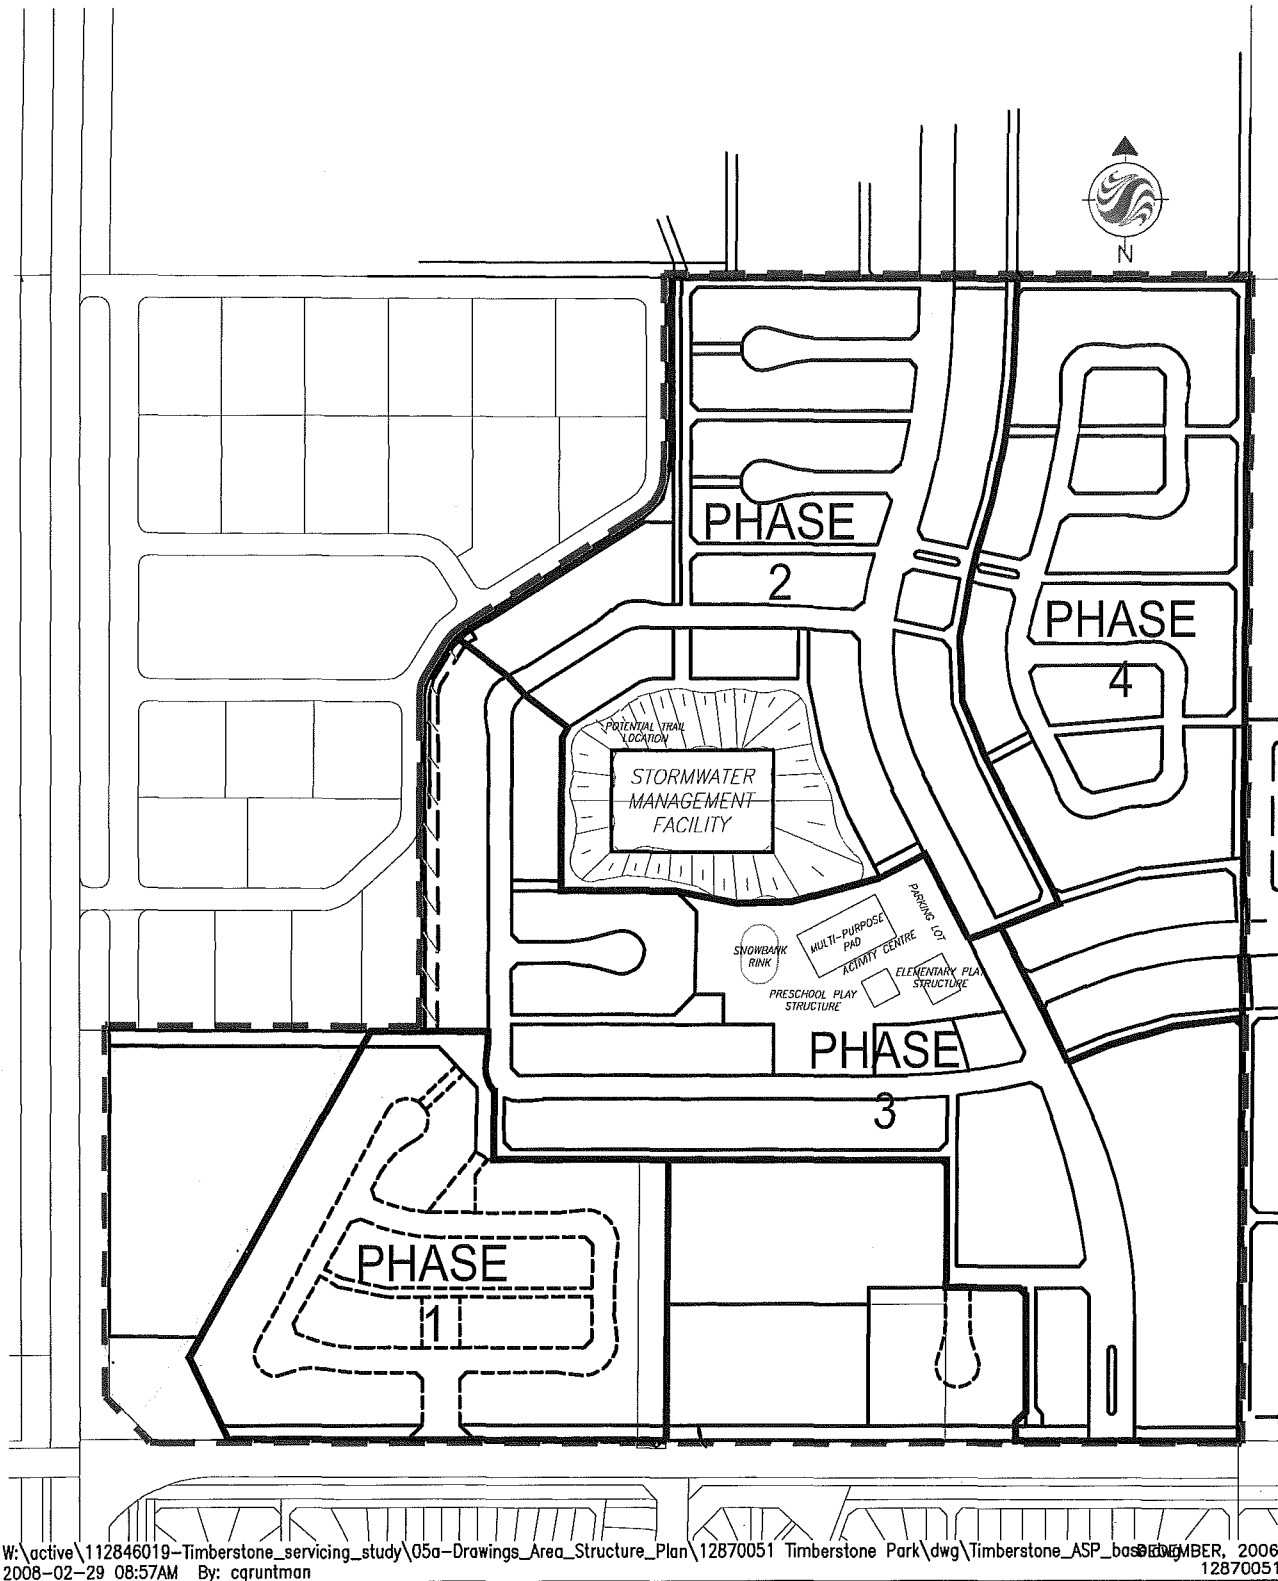 N
PHASE
2
PHASE
4
POTENTIAL TRAIL
LOCATION
STORMWATER
MANAGEMENT
FACILITY
PARKING LOT
MULTI-PURPOSE
PAD
SNOWBANK
RINK
ACTIVITY CENTRE
ELEMENTARY PLAY
STRUCTURE
PRESCHOOL PLAY
STRUCTURE
PHASE
3
PHASE
1
W:\active\112846019-Timberstone_servicing_study\05a-Drawings_Area_Structure_Plan\12870051 Timberstone Park\dwg\Timberstone_ASP_base.dwg
DECEMBER, 2006
2008-02-29 08:57AM By: cgruntman
12870051